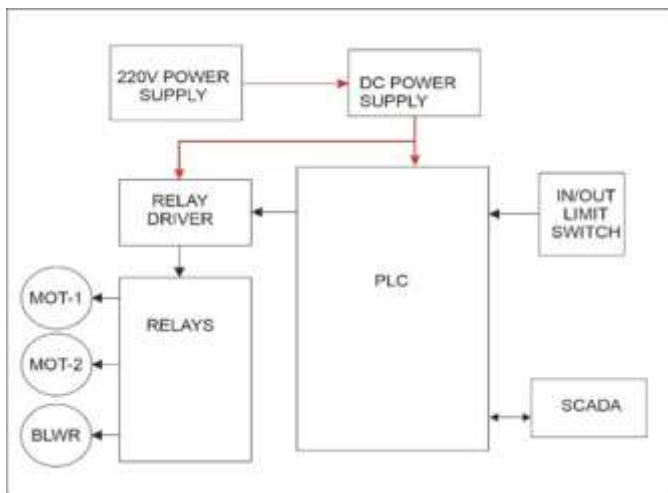 220V POWER
SUPPLY
DC POWER
SUPPLY
RELAY
DRIVER
IN/OUT
LIMIT
SWITCH
PLC
MOT-1
RELAYS
MOT-2
BLWR
SCADA